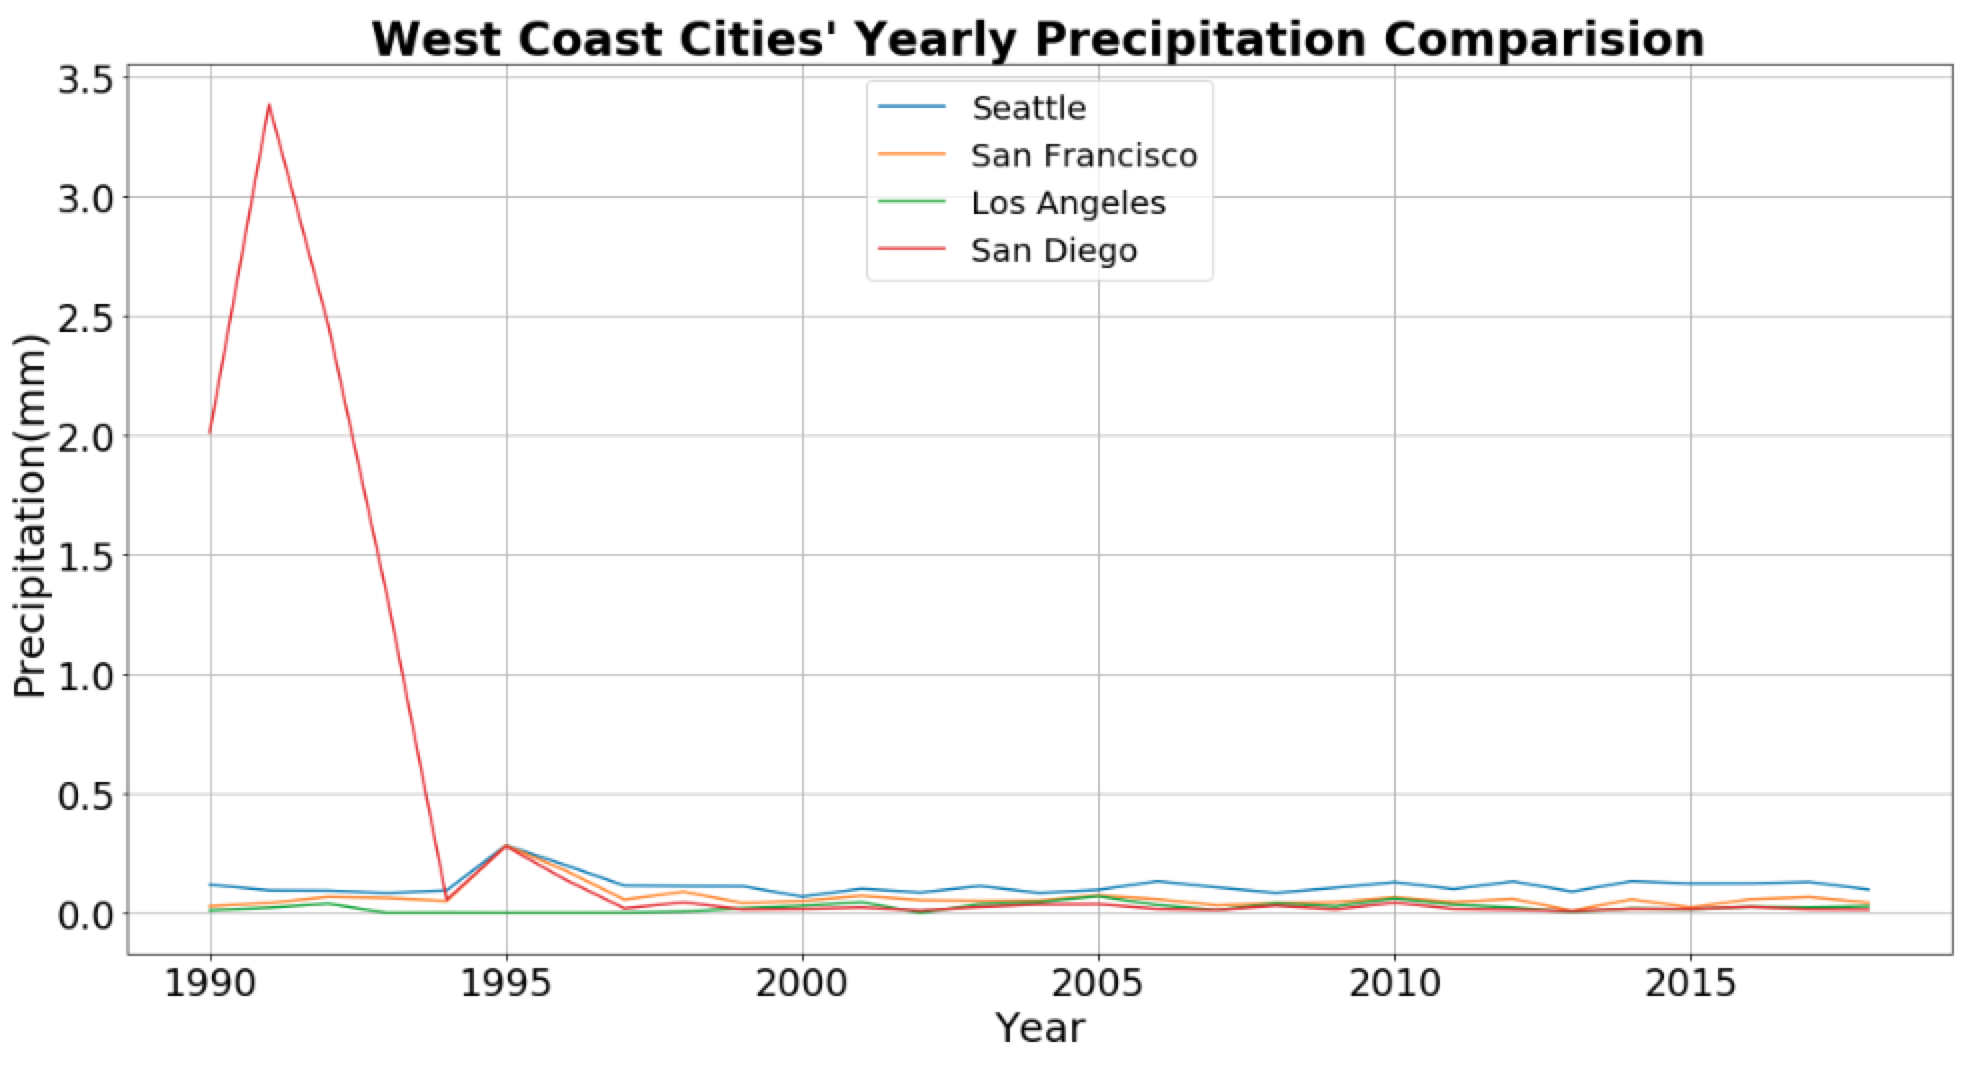 West Coast Cities' Yearly Precipitation Comparision
3.5
3.0
2.5
2.0
1.5
1.0
0.5
0.0
Precipitation(mm)
Seattle
San Francisco
Los Angeles
San Diego
1990 1995 2000 2005 2010 2015
Year